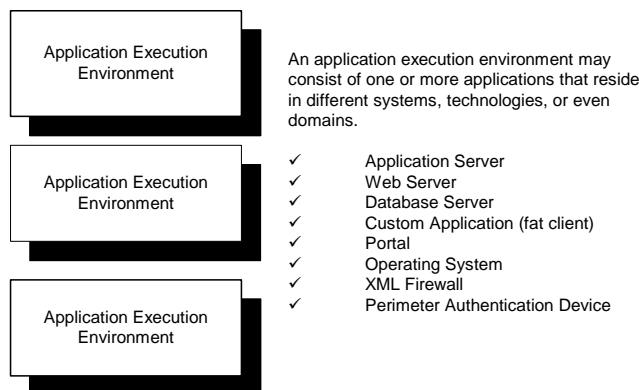 Application Execution
Environment
An application execution environment may
consist of one or more applications that reside
in different systems, technologies, or even
domains.
Application Execution
Environment
✓ Application Server
✓ Web Server
✓ Database Server
✓ Custom Application (fat client)
✓ Portal
✓ Operating System
✓ XML Firewall
✓ Perimeter Authentication Device
Application Execution
Environment